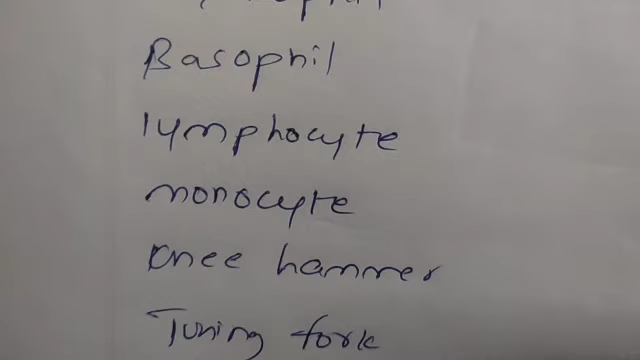 Basophil
lymphocyte
monocyte
Knee hammer
Tuning fork